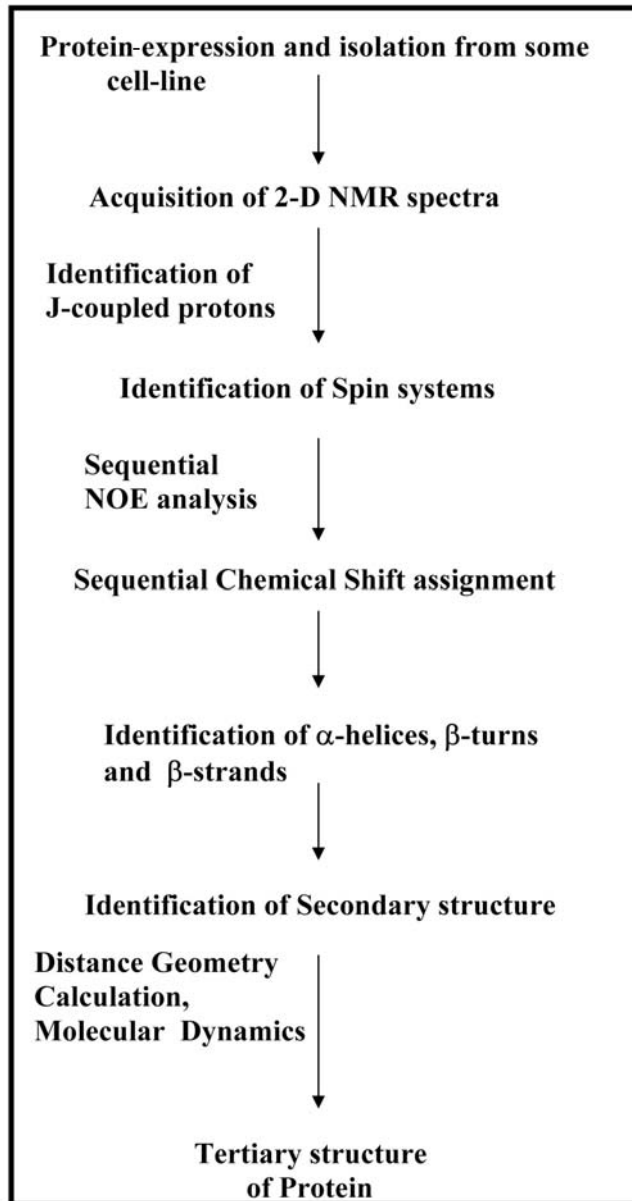 Protein-expression and isolation from some
cell-line
Acquisition of 2-D NMR spectra
Identification of
J-coupled protons
Identification of Spin systems
Sequential
NOE analysis
Sequential Chemical Shift assignment
Identification of α-helices, β-turns
and β-strands
Identification of Secondary structure
Distance Geometry
Calculation,
Molecular Dynamics
Tertiary structure
of Protein